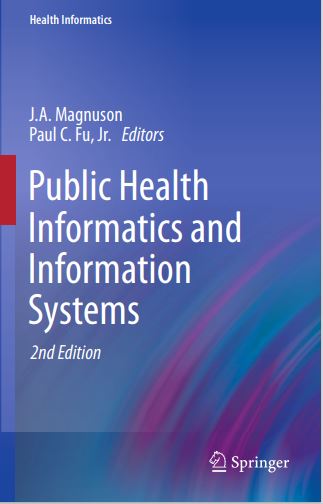 Health Informatics
J.A. Magnuson
Paul C. Fu, Jr. Editors
Public Health
Informatics and
Information
Systems
2nd Edition
Springer